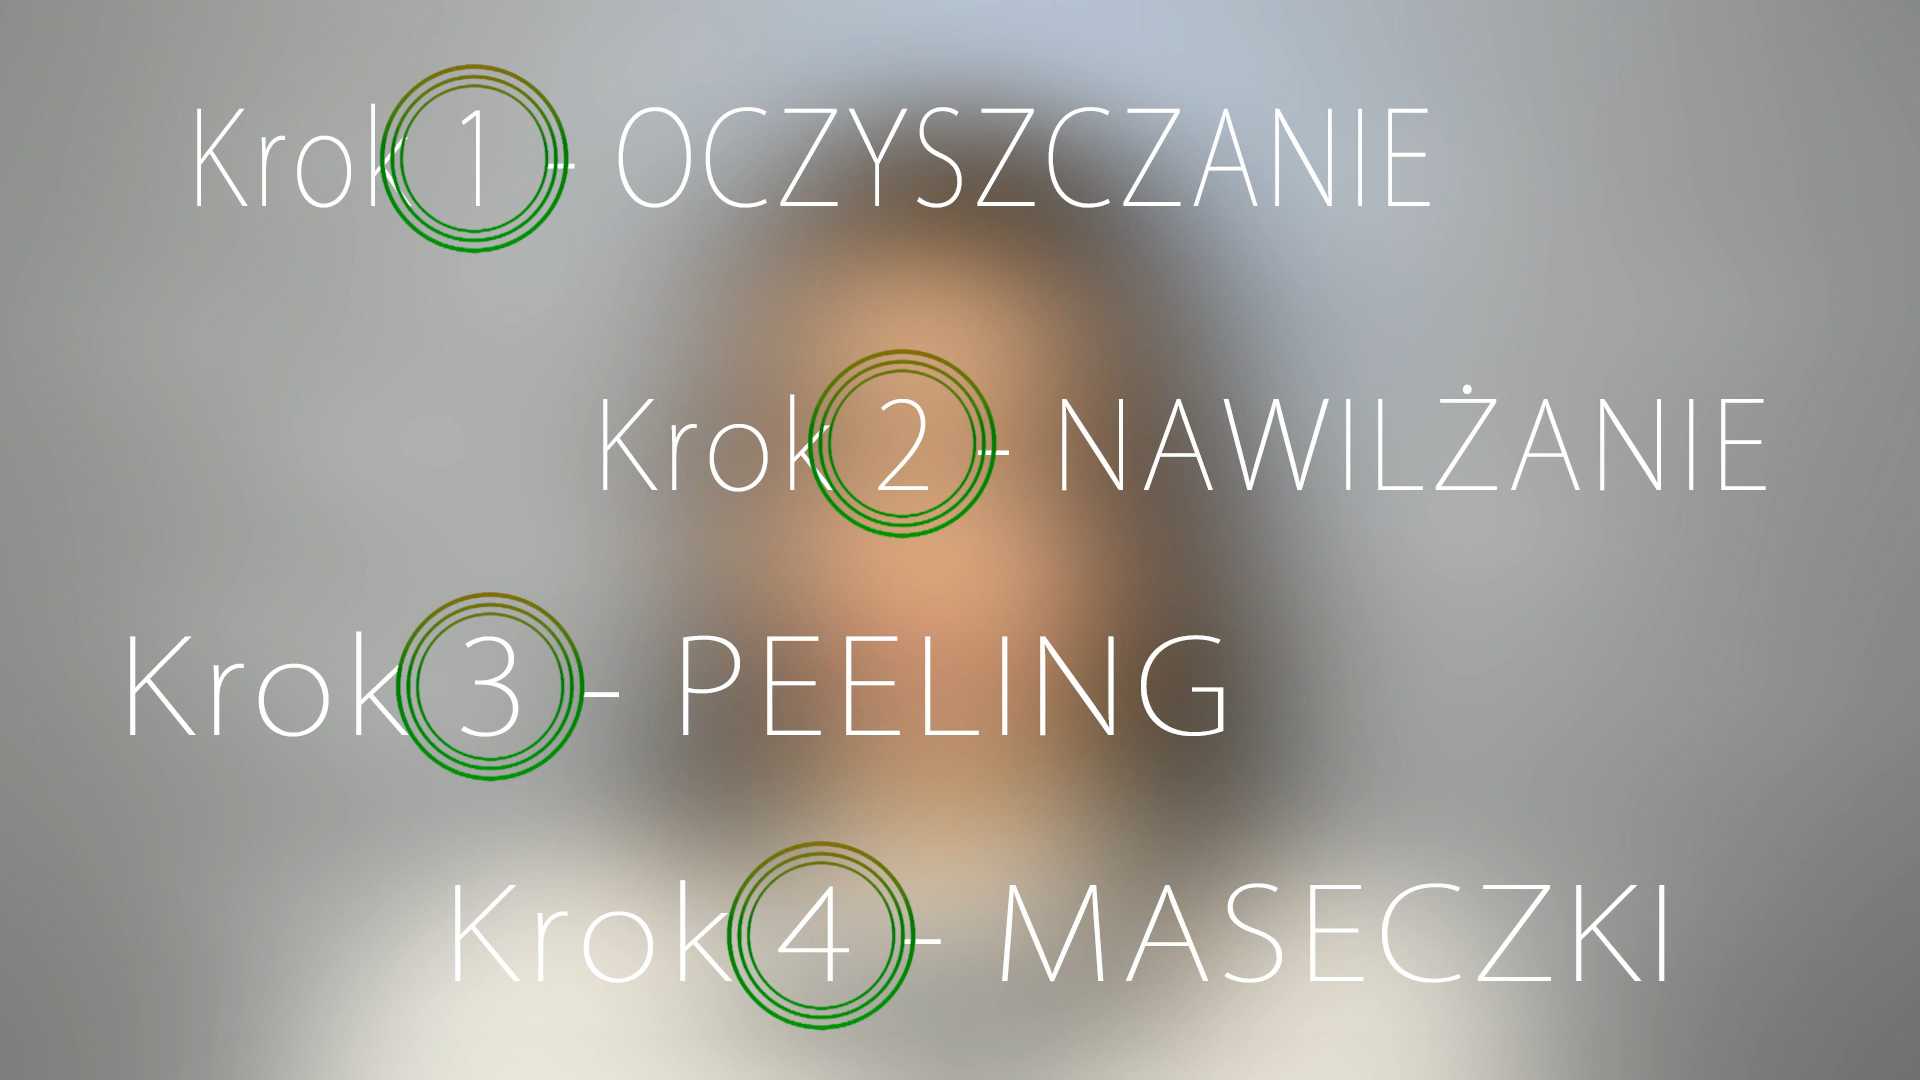 Krok 1 - OCZYSZCZANIE
Krok 2 - NAWILŻANIE
Krok 3 - PEELING
Krok 4 - MASECZKI